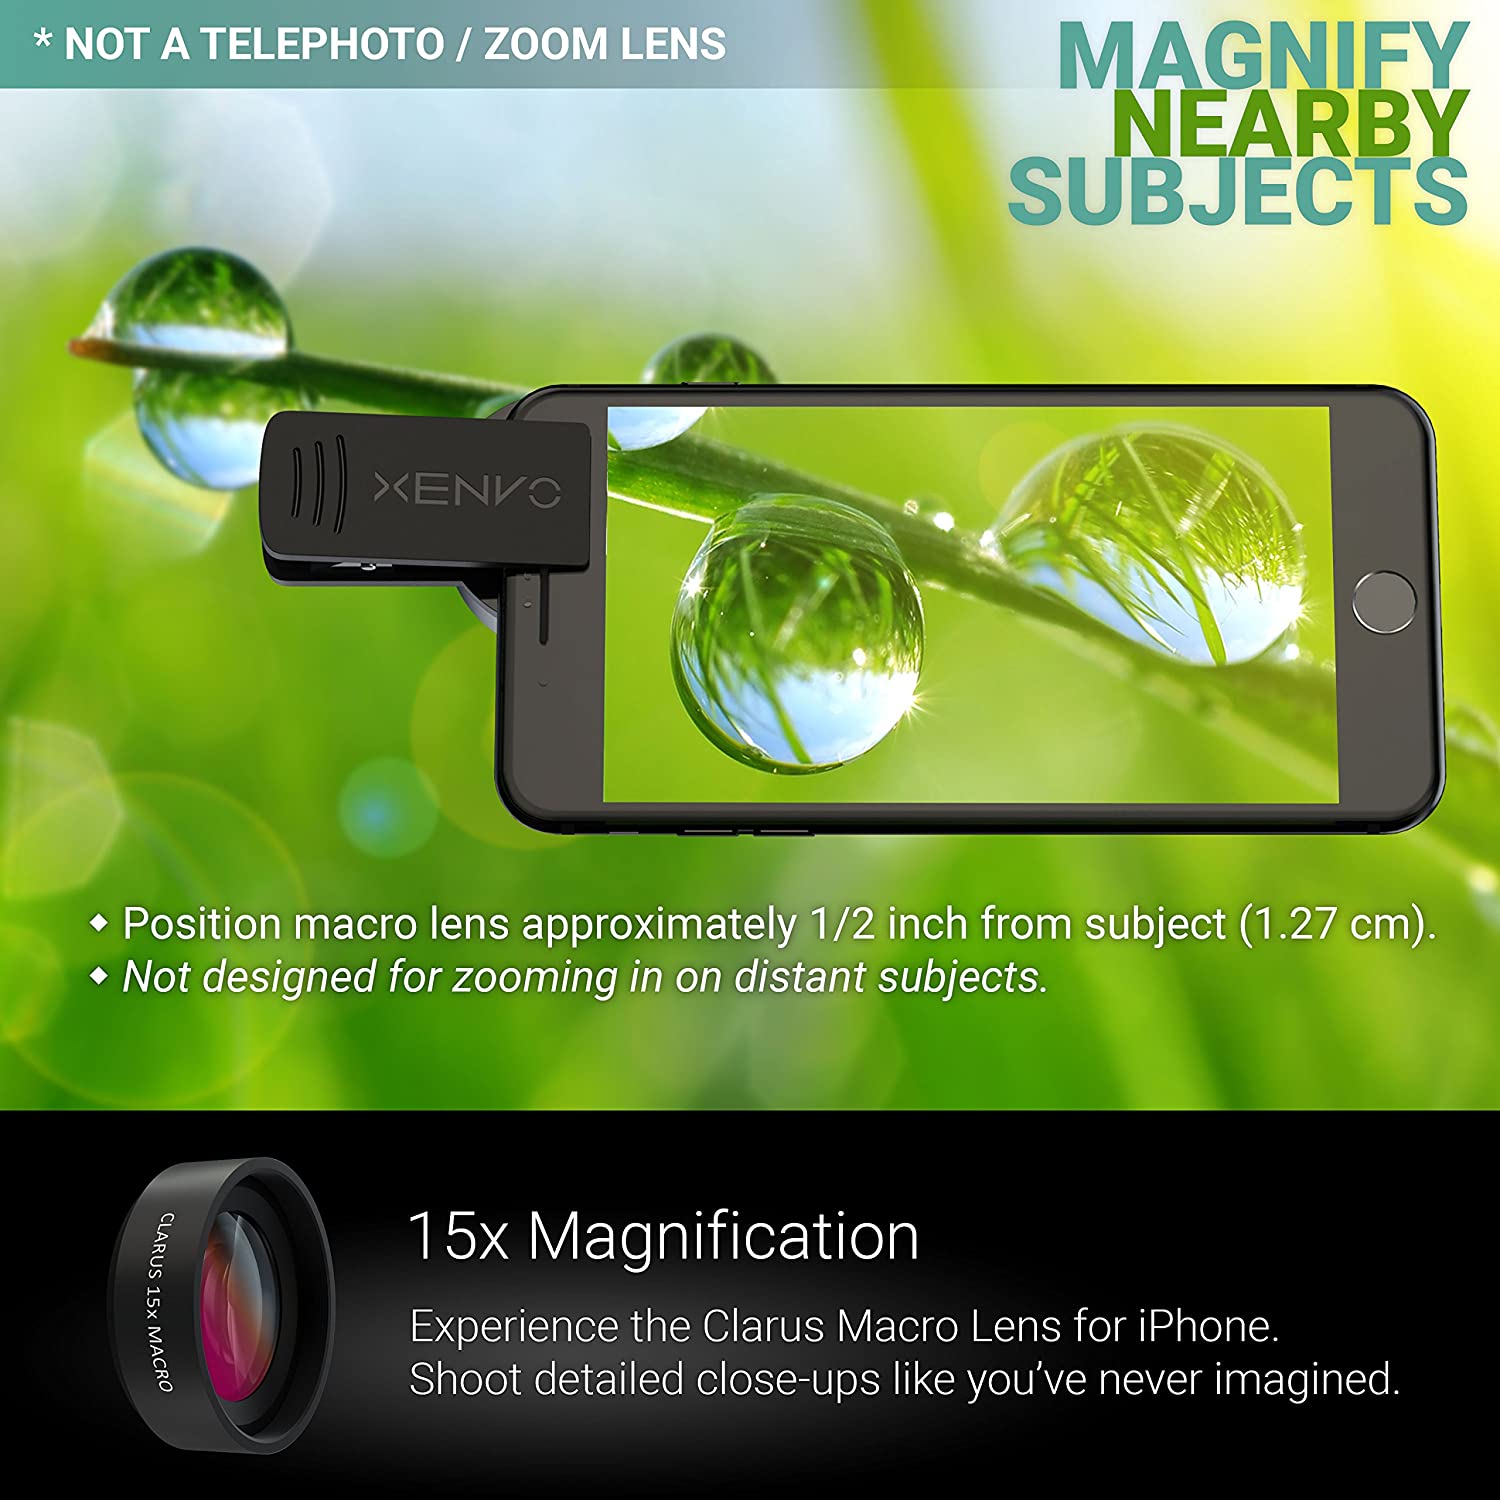 * NOT A TELEPHOTO / ZOOM LENS
MAGNIFY
NEARBY
SUBJECTS
XENVO
◆ Position macro lens approximately 1/2 inch from subject (1.27 cm).
◆ Not designed for zooming in on distant subjects.
CLARUS 15x MACRO
15x Magnification
Experience the Clarus Macro Lens for iPhone.
Shoot detailed close-ups like you've never imagined.